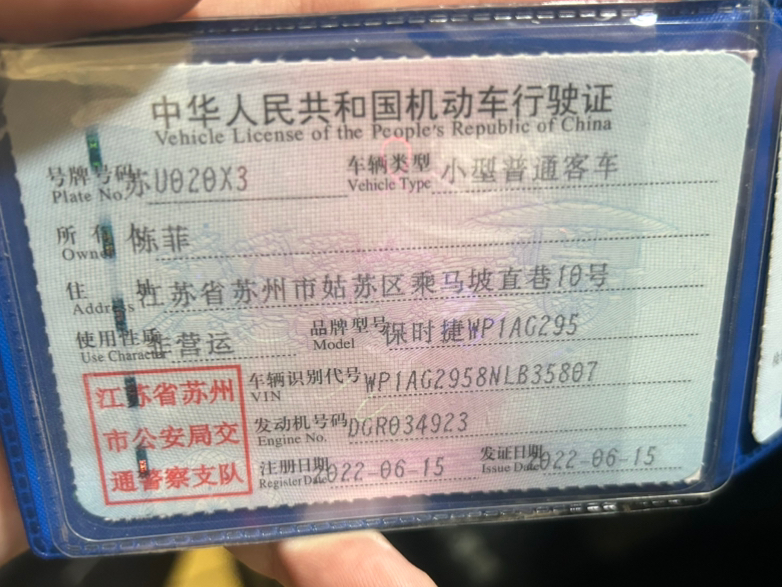 中华人民共和国机动车行驶证
Vehicle License of the People's Republic of China
号牌号码 苏U020X3 车辆类型 小型普通客车
Plate No. Vehicle Type
所有人 陈菲
Owner
住址 江苏省苏州市姑苏区乘马坡直巷10号
Address
使用性质 非营运 品牌型号 保时捷WP1AG295
Use Character Model
江苏省苏州
市公安局交
通警察支队
车辆识别代号 WP1AG2958NLB35807
VIN
发动机号码 DGR034923
Engine No.
注册日期 2022-06-15 发证日期 2022-06-15
Register Date Issue Date